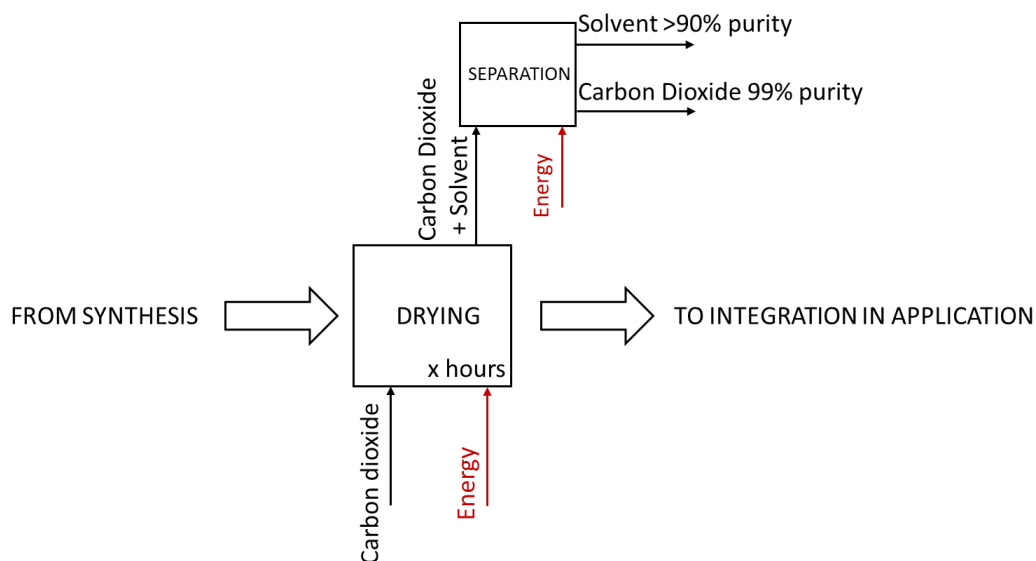 Solvent >90% purity
SEPARATION
Carbon Dioxide 99% purity
Carbon Dioxide
+ Solvent
Energy
FROM SYNTHESIS
DRYING
TO INTEGRATION IN APPLICATION
x hours
Carbon dioxide
Energy